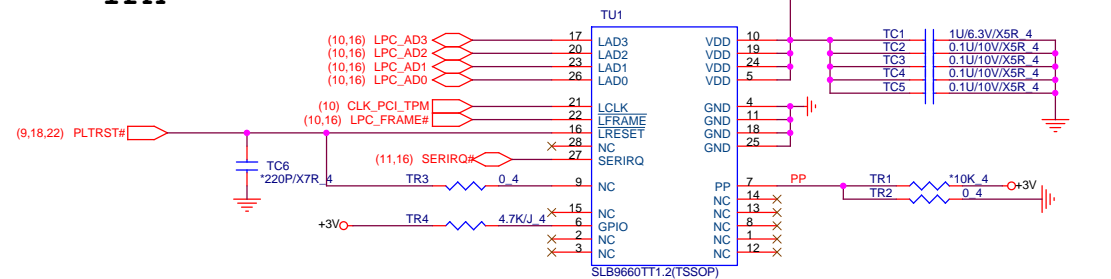 TU1
(10,16) LPC_AD3 17 LAD3 VDD 10 TC1 1U/6.3V/X5R_4
(10,16) LPC_AD2 20 LAD2 VDD 19 TC2 0.1U/10V/X5R_4
(10,16) LPC_AD1 23 LAD1 VDD 24 TC3 0.1U/10V/X5R_4
(10,16) LPC_AD0 26 LAD0 VDD 5 TC4 0.1U/10V/X5R_4
TC5 0.1U/10V/X5R_4
(10) CLK_PCI_TPM 21 LCLK GND 4
(10,16) LPC_FRAME# 22 LFRAME GND 11
(9,18,22) PLTRST# 16 LRESET GND 18
28 NC GND 25
(11,16) SERIRQ# 27 SERIRQ
TC6
*220P/X7R_4
TR3 0_4 9 NC PP 7 PP TR1 *10K_4 +3V
NC 14 TR2 0_4
15 NC NC 13
+3V TR4 4.7K/J_4 6 GPIO NC 8
2 NC NC 1
3 NC NC 12
SLB9660TT1.2(TSSOP)